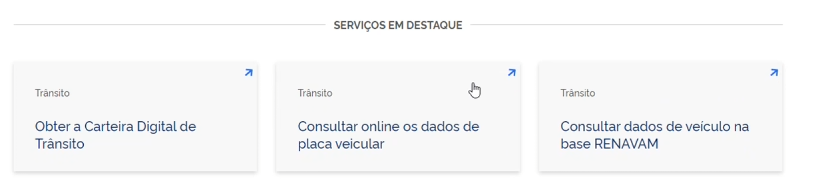 SERVIÇOS EM DESTAQUE
Trânsito
Obter a Carteira Digital de
Trânsito
Trânsito
Consultar online os dados de
placa veicular
Trânsito
Consultar dados de veículo na
base RENAVAM